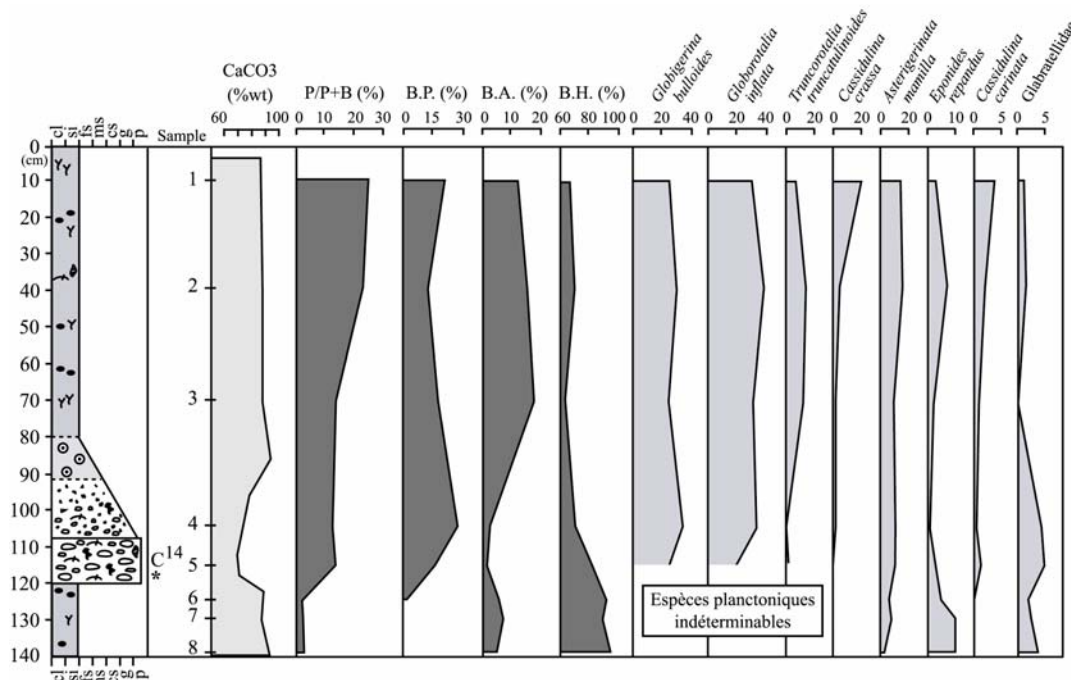 CaCO3
(%wt)
60 100
P/P+B (%)
0 10 20 30
B.P. (%)
0 15 30
B.A. (%)
0 10 20
B.H. (%)
60 80 100
Globigerina
bulloides
0 20 40
Globorotalia
inflata
0 20 40
Truncorotalia
truncatulinoides
0 10 20
Cassidulina
crassa
0 20
Asterigerinata
mamilla
0 20
Eponides
repandus
0 10
Cassidulina
carinata
0 5
Glabratellidae
0 5
cl
si
fs
ms
cs
g
p
Sample
0
(cm)
10
20
30
40
50
60
70
80
90
100
110
120
130
140
1
2
3
4
5
6
7
8
C14
*
Espèces planctoniques
indéterminables
cl
si
fs
ms
cs
g
p